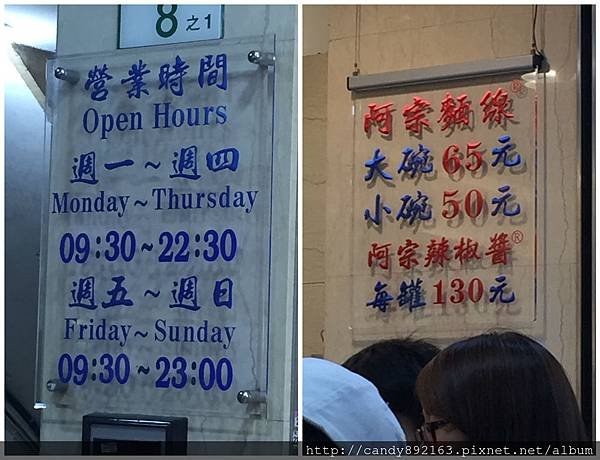 8 之1
營業時間
Open Hours
週一~週四
Monday~Thursday
09:30~22:30
週五~週日
Friday~Sunday
09:30~23:00
阿宗麵線®
大碗65元
小碗50元
阿宗辣椒醬®
每罐130元
http://candy892163.pixnet.net/album